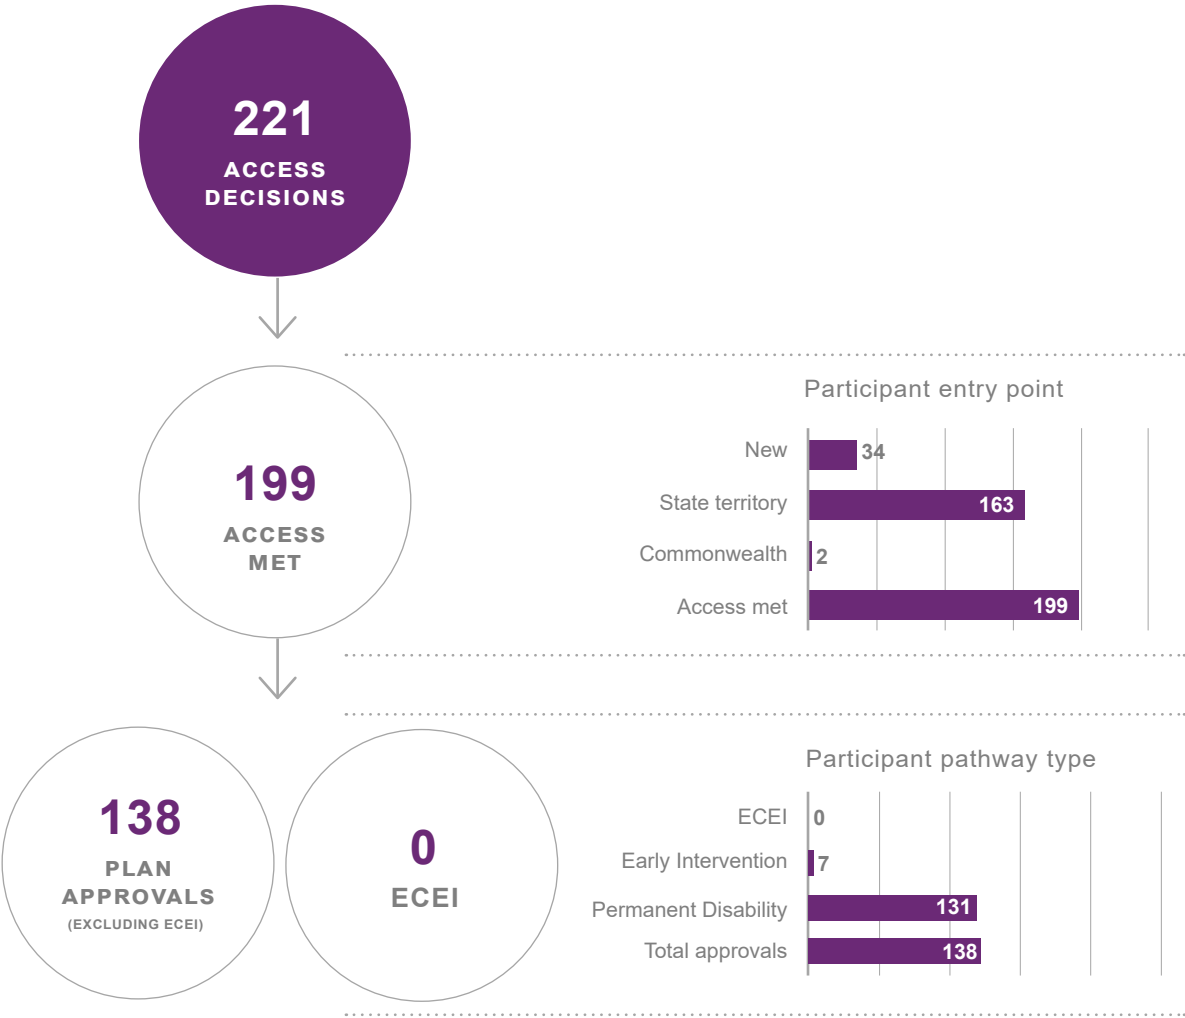 221
ACCESS
DECISIONS
199
ACCESS
MET
Participant entry point
New 34
State territory 163
Commonwealth 2
Access met 199
138
PLAN
APPROVALS
(EXCLUDING ECEI)
0
ECEI
Participant pathway type
ECEI 0
Early Intervention 7
Permanent Disability 131
Total approvals 138